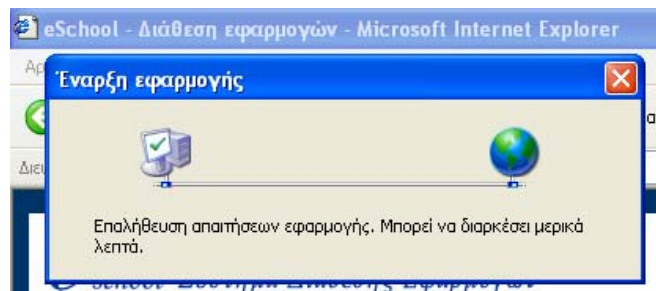 eSchool - Διάθεση εφαρμογών - Microsoft Internet Explorer
Έναρξη εφαρμογής
Επαλήθευση απαιτήσεων εφαρμογής. Μπορεί να διαρκέσει μερικά
λεπτά.